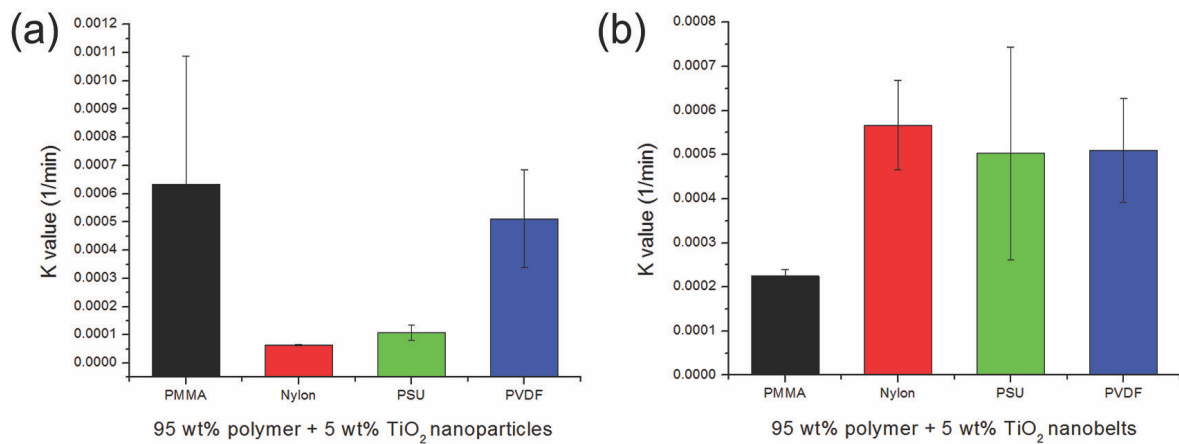 (a)
0.0012
0.0011
0.0010
0.0009
0.0008
0.0007
0.0006
0.0005
0.0004
0.0003
0.0002
0.0001
0.0000
K value (1/min)
PMMA Nylon PSU PVDF
95 wt% polymer + 5 wt% TiO₂ nanoparticles
(b)
0.0008
0.0007
0.0006
0.0005
0.0004
0.0003
0.0002
0.0001
0.0000
K value (1/min)
PMMA Nylon PSU PVDF
95 wt% polymer + 5 wt% TiO₂ nanobelts